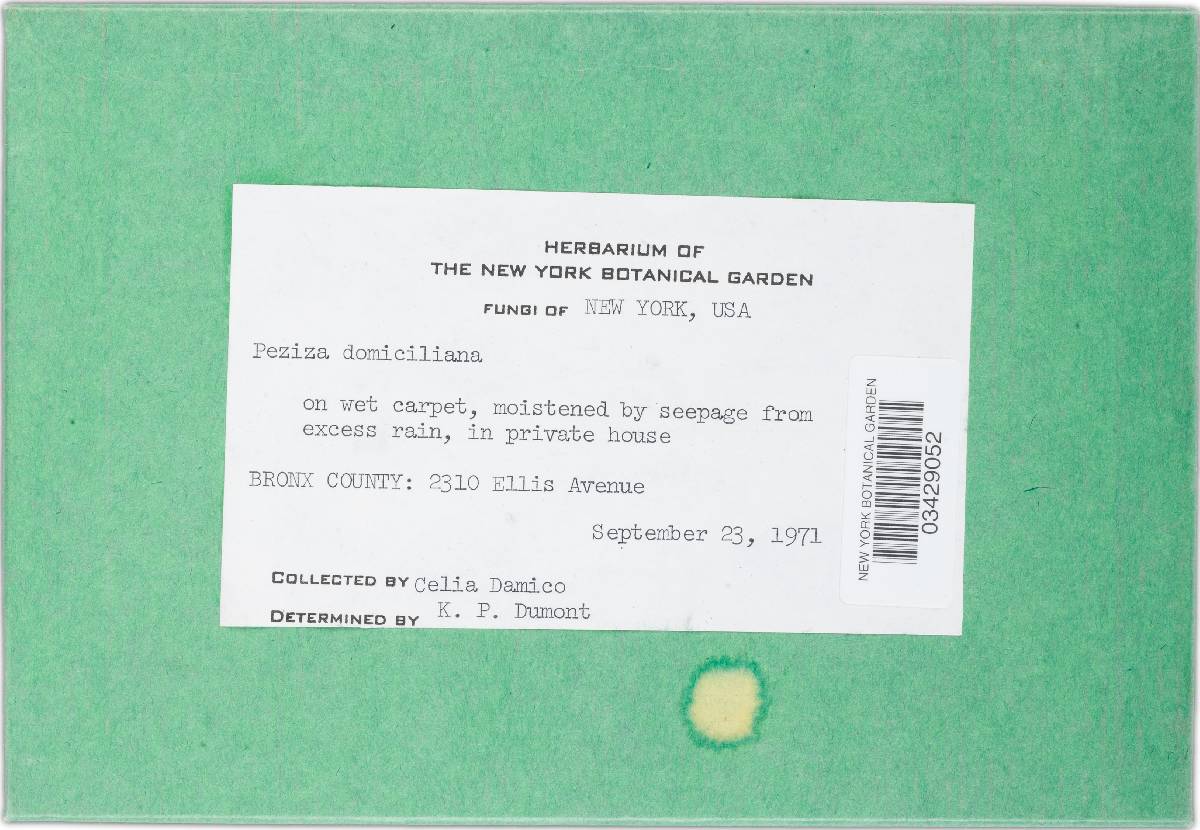 HERBARIUM OF
THE NEW YORK BOTANICAL GARDEN
FUNGI OF NEW YORK, USA
Peziza domiciliana
on wet carpet, moistened by seepage from
excess rain, in private house
BRONX COUNTY: 2310 Ellis Avenue
September 23, 1971
COLLECTED BY Celia Damico
DETERMINED BY K. P. Dumont
NEW YORK BOTANICAL GARDEN
03429052